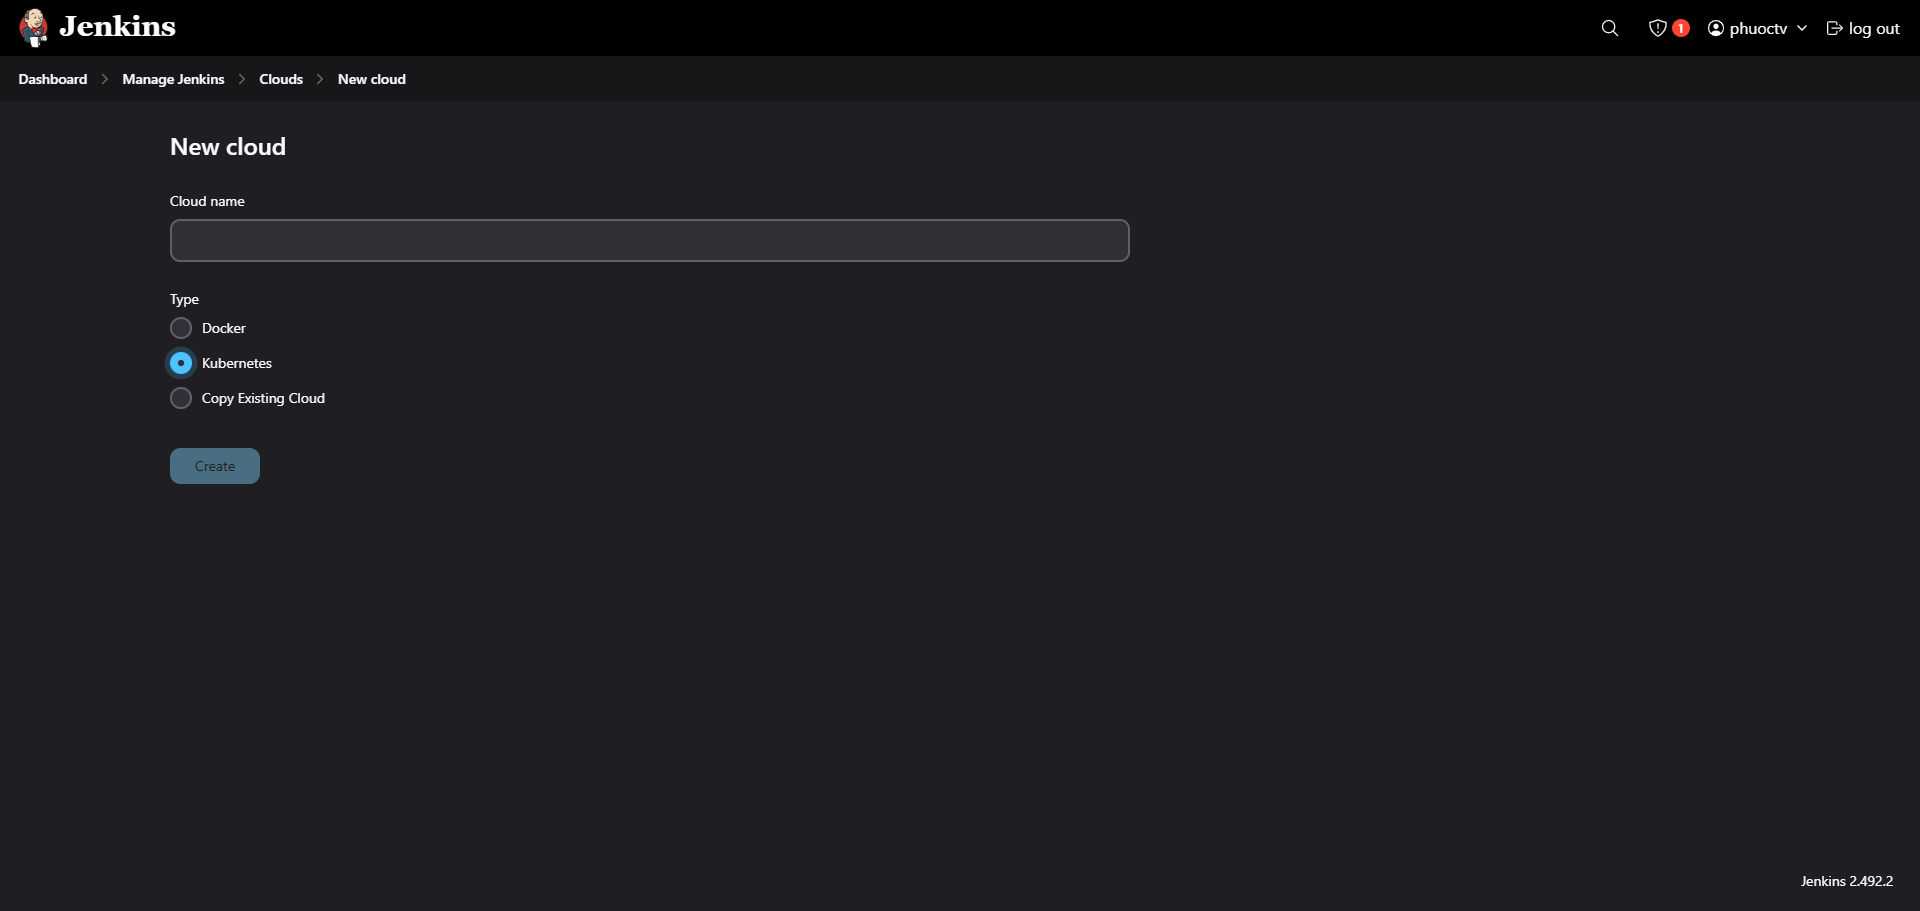 Jenkins
1
phuoctv
log out
Dashboard
Manage Jenkins
Clouds
New cloud
New cloud
Cloud name
Type
Docker
Kubernetes
Copy Existing Cloud
Create
Jenkins 2.492.2